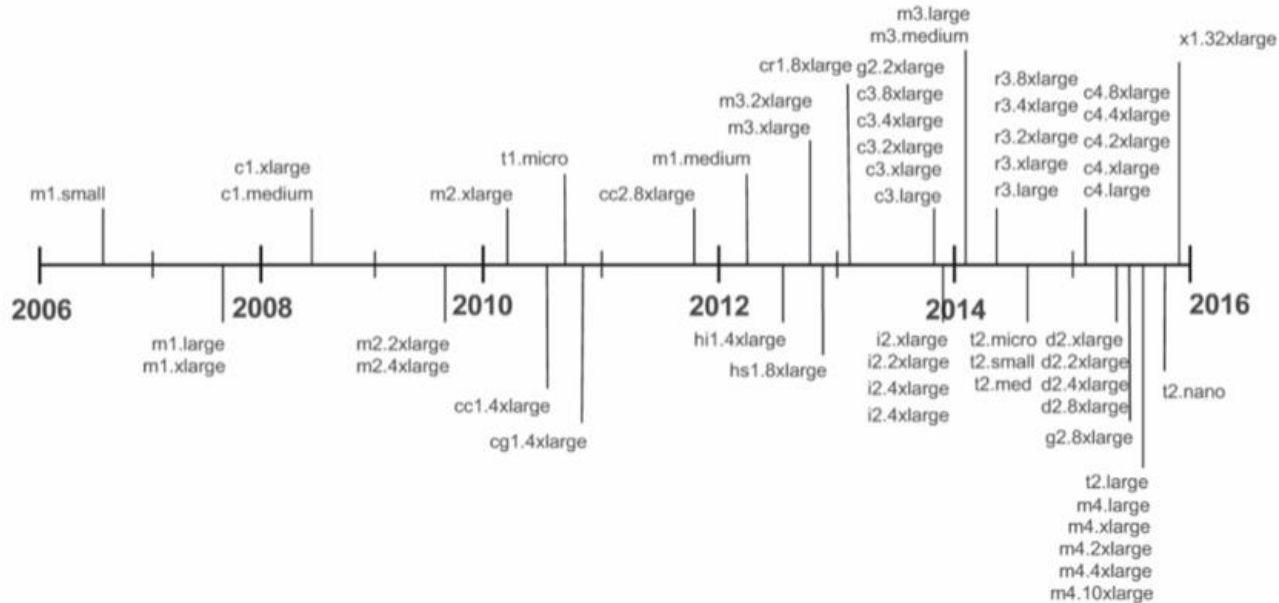 m3.large
m3.medium
x1.32xlarge
cr1.8xlarge
g2.2xlarge
c3.8xlarge
c3.4xlarge
c3.2xlarge
c3.xlarge
c3.large
r3.8xlarge
r3.4xlarge
r3.2xlarge
r3.xlarge
r3.large
c4.8xlarge
c4.4xlarge
c4.2xlarge
c4.xlarge
c4.large
m3.2xlarge
m3.xlarge
c1.xlarge
c1.medium
t1.micro
m1.medium
m1.small
m2.xlarge
cc2.8xlarge
2006
2008
2010
2012
2014
2016
m1.large
m1.xlarge
m2.2xlarge
m2.4xlarge
cc1.4xlarge
cg1.4xlarge
hi1.4xlarge
hs1.8xlarge
i2.xlarge
i2.2xlarge
i2.4xlarge
i2.4xlarge
t2.micro
t2.small
t2.med
d2.xlarge
d2.2xlarge
d2.4xlarge
d2.8xlarge
g2.8xlarge
t2.nano
t2.large
m4.large
m4.xlarge
m4.2xlarge
m4.4xlarge
m4.10xlarge